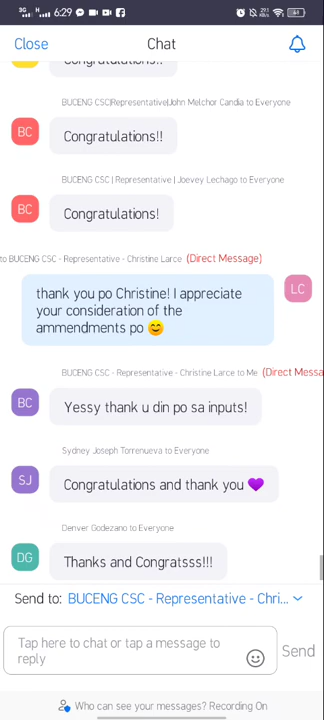 3G H 6:29
Close
Chat
Congratulations!!
BUCENG CSC|Representative|John Melchor Candia to Everyone
BC
Congratulations!!
BUCENG CSC | Representative | Joevey Lechago to Everyone
BC
Congratulations!
to BUCENG CSC - Representative - Christine Larce (Direct Message)
LC
thank you po Christine! I appreciate
your consideration of the
ammendments po 😊
BUCENG CSC - Representative - Christine Larce to Me (Direct Messa
BC
Yessy thank u din po sa inputs!
Sydney Joseph Torrenueva to Everyone
SJ
Congratulations and thank you 💜
Denver Godezano to Everyone
DG
Thanks and Congratsss!!!
Send to: BUCENG CSC - Representative - Chri...
Tap here to chat or tap a message to
reply
Send
Who can see your messages? Recording On